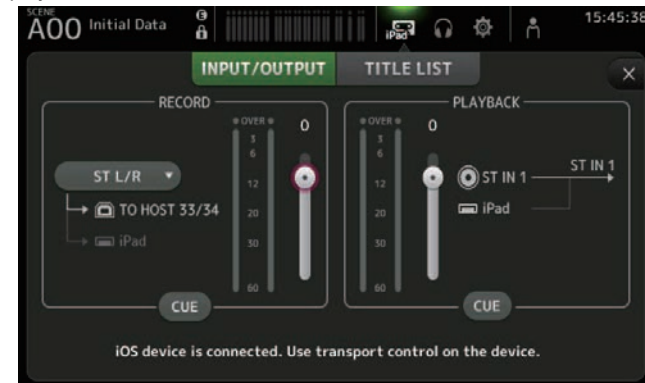 SCENE
A00 Initial Data
iPad
15:45:38
INPUT/OUTPUT
TITLE LIST
×
RECORD
ST L/R
TO HOST 33/34
iPad
OVER
3
6
12
20
30
60
0
CUE
PLAYBACK
OVER
3
6
12
20
30
60
0
ST IN 1
iPad
ST IN 1
CUE
iOS device is connected. Use transport control on the device.